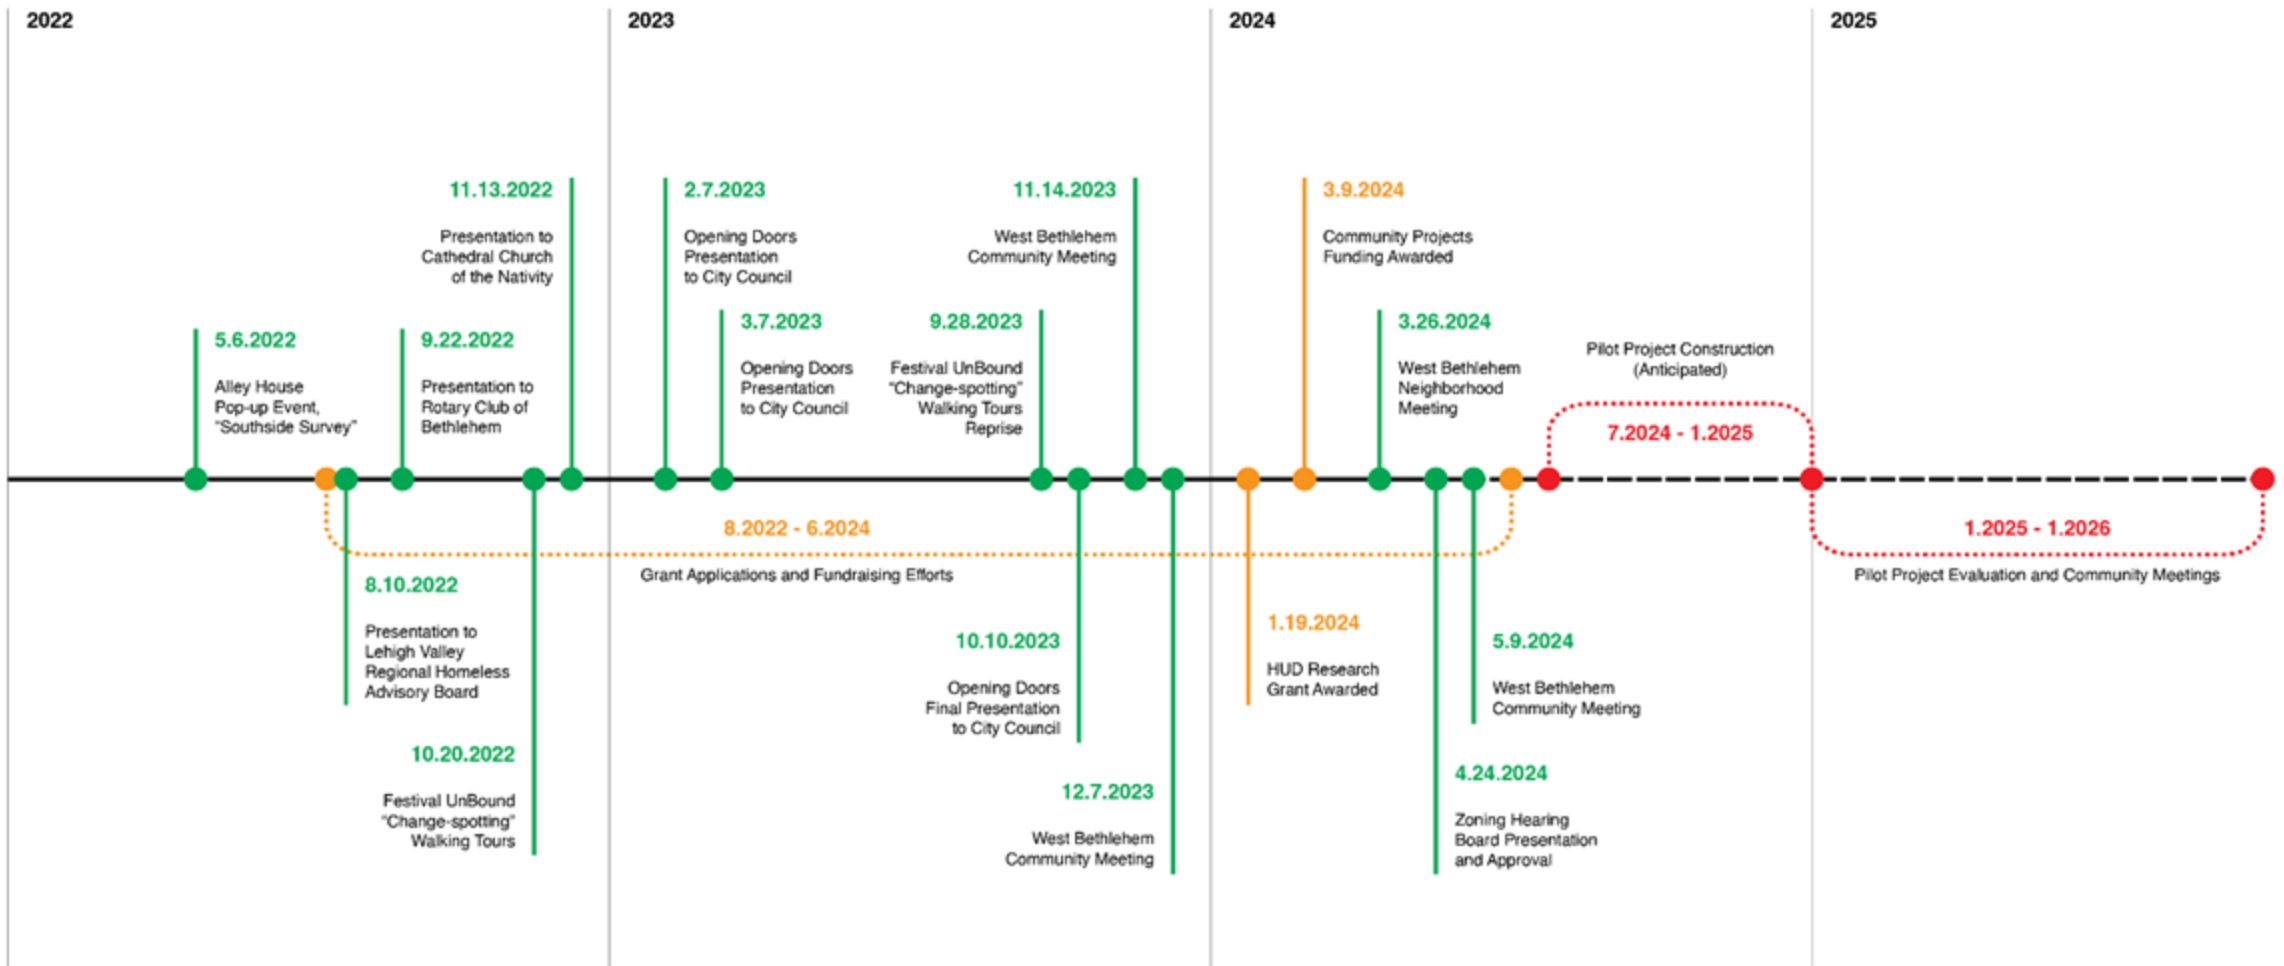 2022
2023
2024
2025
11.13.2022
Presentation to
Cathedral Church
of the Nativity
2.7.2023
Opening Doors
Presentation
to City Council
11.14.2023
West Bethlehem
Community Meeting
3.9.2024
Community Projects
Funding Awarded
5.6.2022
Alley House
Pop-up Event,
"Southside Survey"
9.22.2022
Presentation to
Rotary Club of
Bethlehem
3.7.2023
Opening Doors
Presentation
to City Council
9.28.2023
Festival UnBound
"Change-spotting"
Walking Tours
Reprise
3.26.2024
West Bethlehem
Neighborhood
Meeting
Pilot Project Construction
(Anticipated)
7.2024 - 1.2025
8.2022 - 6.2024
Grant Applications and Fundraising Efforts
1.2025 - 1.2026
Pilot Project Evaluation and Community Meetings
8.10.2022
Presentation to
Lehigh Valley
Regional Homeless
Advisory Board
10.20.2022
Festival UnBound
"Change-spotting"
Walking Tours
10.10.2023
Opening Doors
Final Presentation
to City Council
12.7.2023
West Bethlehem
Community Meeting
1.19.2024
HUD Research
Grant Awarded
5.9.2024
West Bethlehem
Community Meeting
4.24.2024
Zoning Hearing
Board Presentation
and Approval